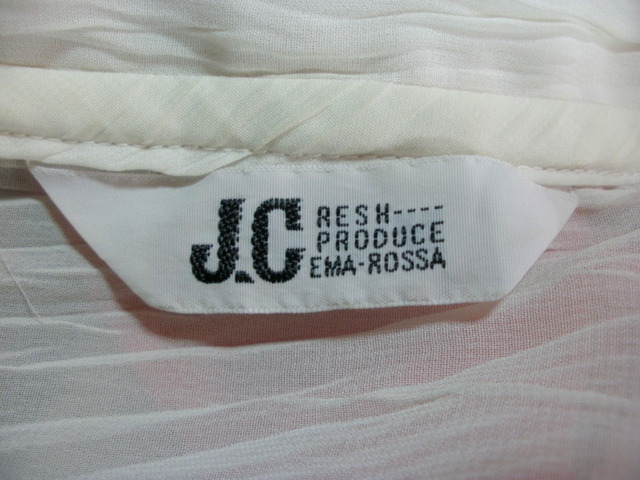 J.C
RESH----
PRODUCE
EMA-ROSSA